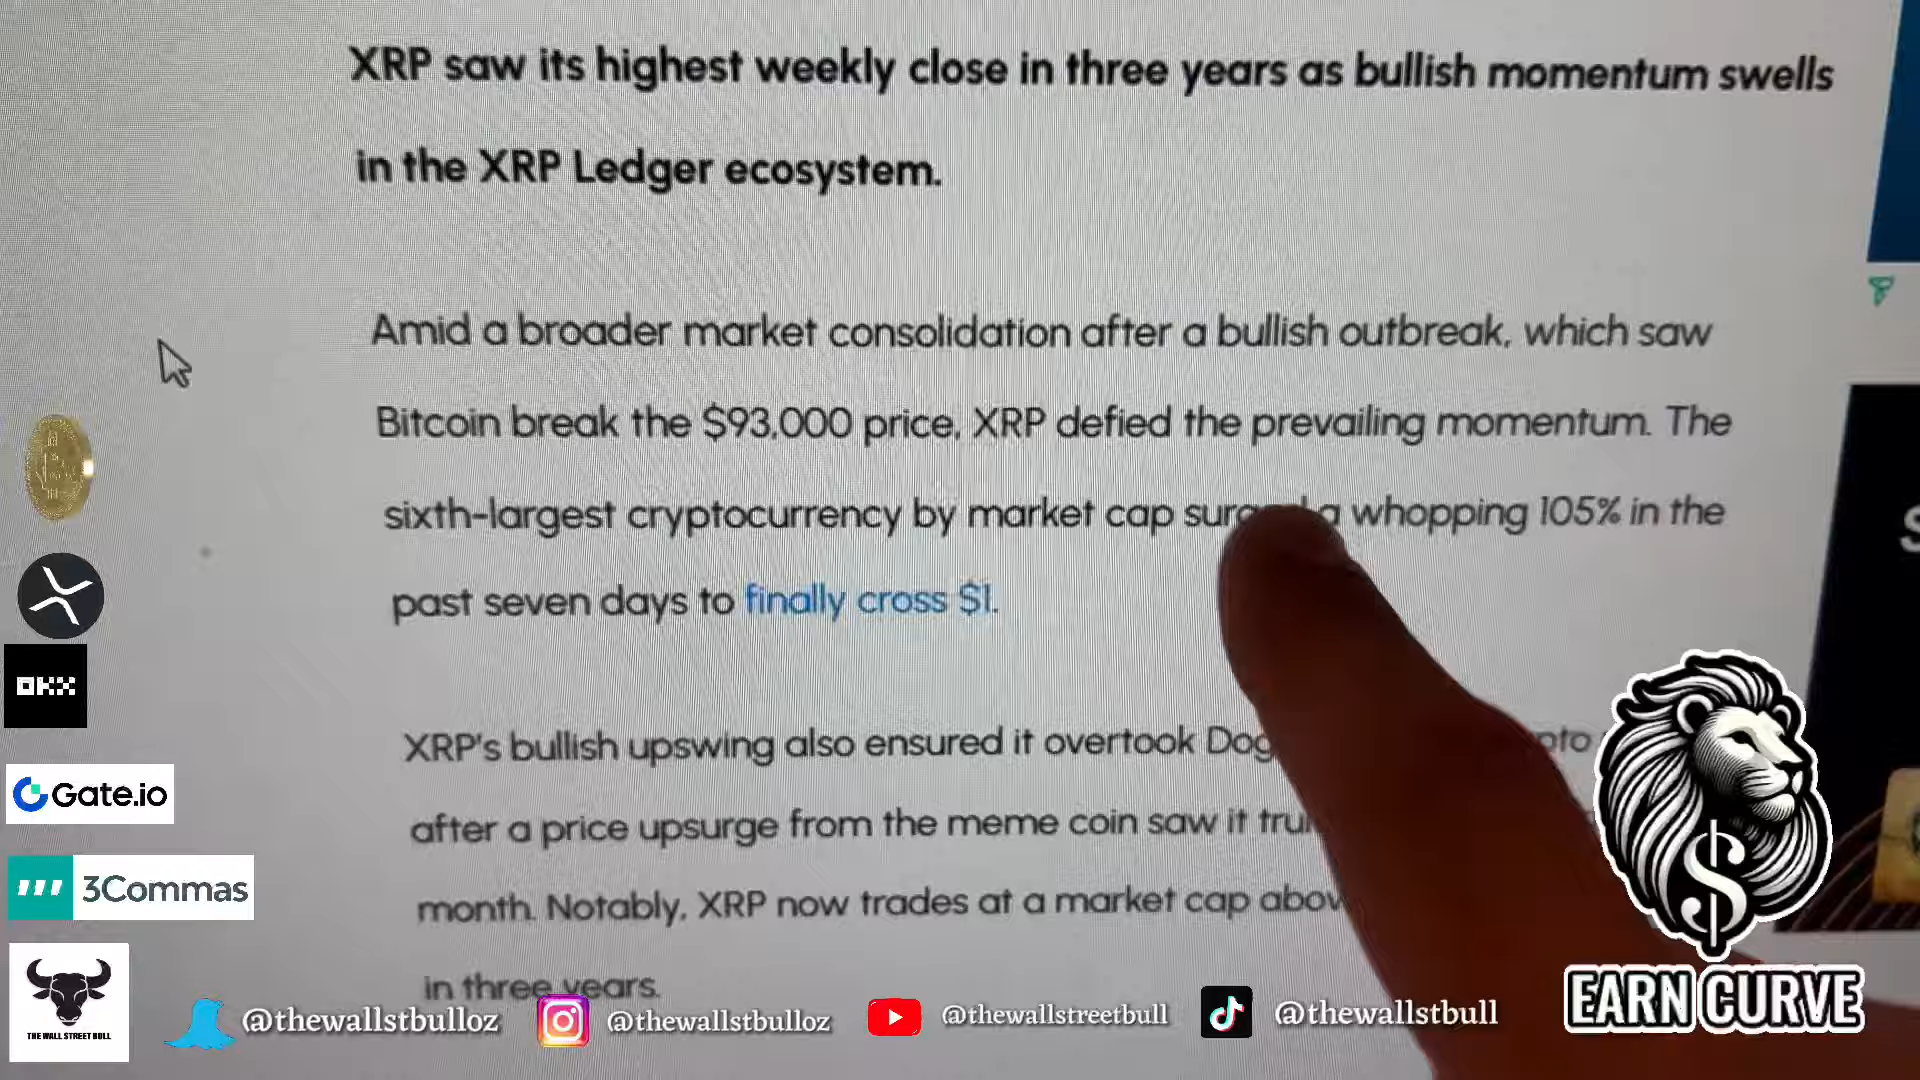 XRP saw its highest weekly close in three years as bullish momentum swells
in the XRP Ledger ecosystem.
Amid a broader market consolidation after a bullish outbreak, which saw
Bitcoin break the $93,000 price, XRP defied the prevailing momentum. The
sixth-largest cryptocurrency by market cap a whopping 105% in the
past seven days to finally cross $1.
XRP's bullish upswing also ensured it overtook
after a price upsurge from the meme coin saw it
month. Notably, XRP now trades at a market cap
in three years.
OKX
Gate.io
3Commas
THE WALL STREET BULL
@thewallstbulloz
@thewallstbulloz
@thewallstreetbull
@thewallstbull
$
EARN CURVE